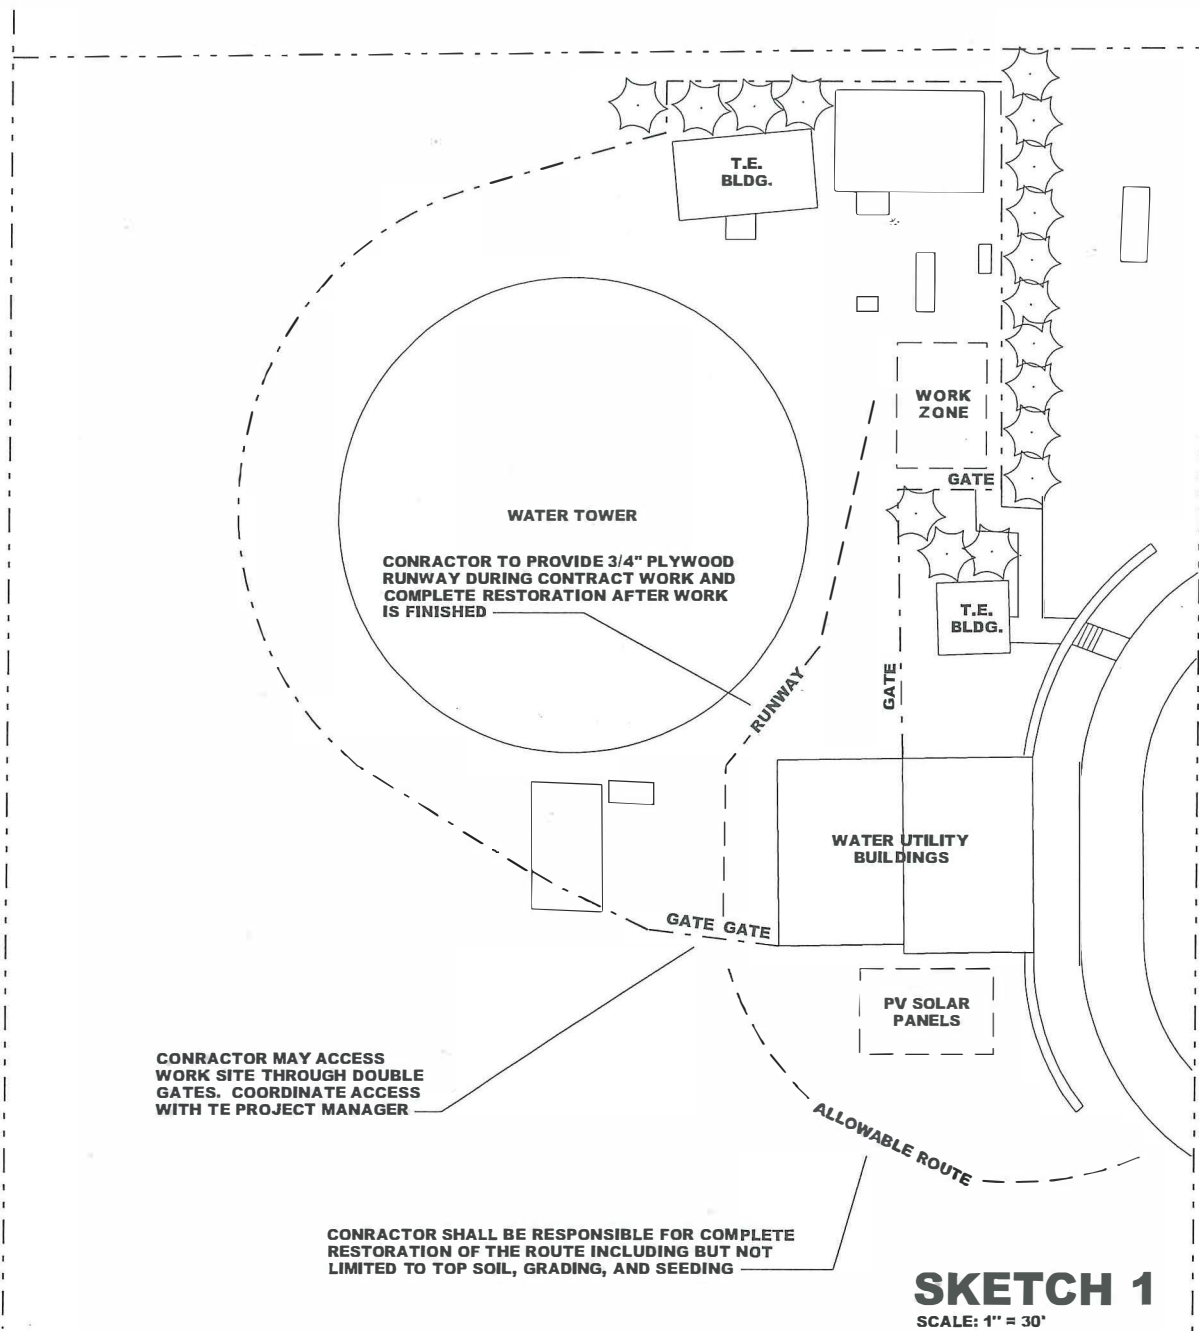 T.E.
BLDG.
WORK
ZONE
GATE
WATER TOWER
CONRACTOR TO PROVIDE 3/4" PLYWOOD
RUNWAY DURING CONTRACT WORK AND
COMPLETE RESTORATION AFTER WORK
IS FINISHED
T.E.
BLDG.
RUNWAY
GATE
WATER UTILITY
BUILDINGS
GATE GATE
PV SOLAR
PANELS
CONRACTOR MAY ACCESS
WORK SITE THROUGH DOUBLE
GATES. COORDINATE ACCESS
WITH TE PROJECT MANAGER
ALLOWABLE ROUTE
CONRACTOR SHALL BE RESPONSIBLE FOR COMPLETE
RESTORATION OF THE ROUTE INCLUDING BUT NOT
LIMITED TO TOP SOIL, GRADING, AND SEEDING
SKETCH 1
SCALE: 1" = 30'